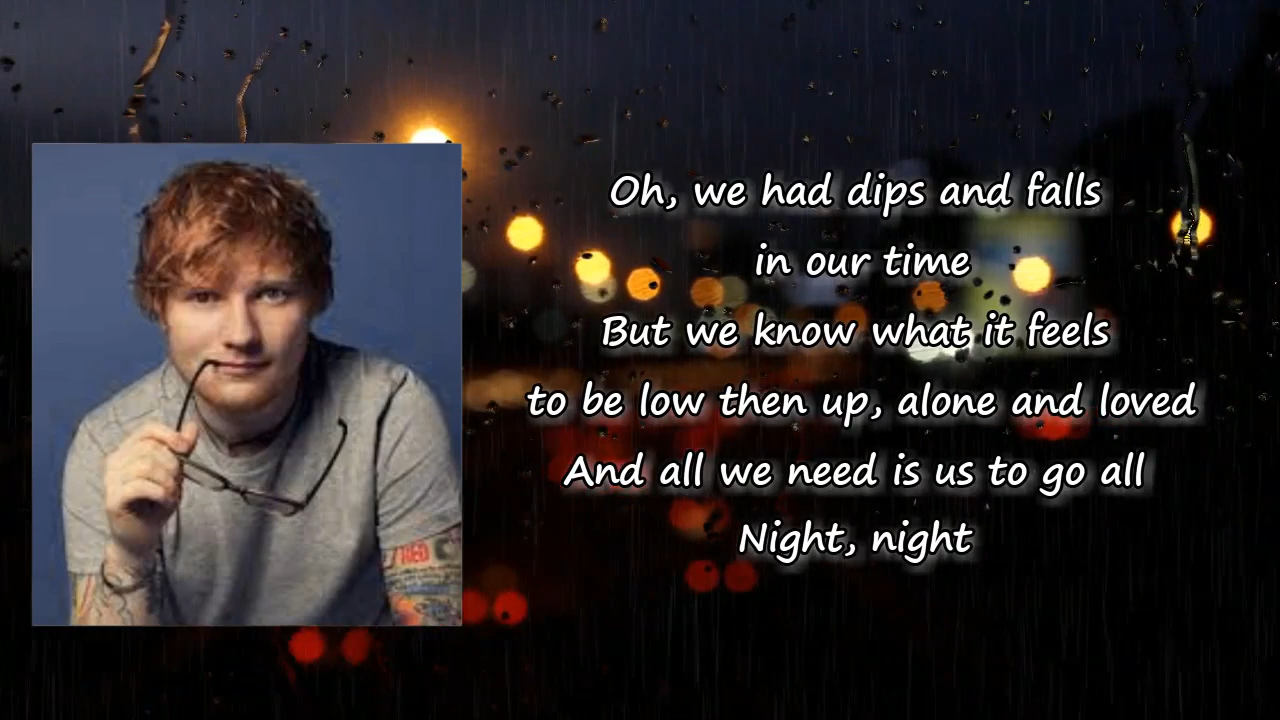 Oh, we had dips and falls
in our time
But we know what it feels
to be low then up, alone and loved
And all we need is us to go all
Night, night
RED